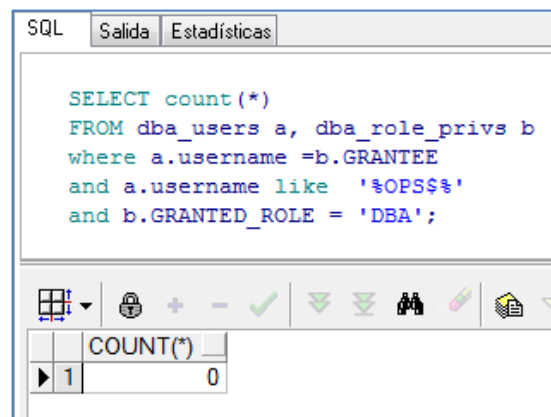 SQL Salida Estadísticas
SELECT count(*)
FROM dba_users a, dba_role_privs b
where a.username =b.GRANTEE
and a.username like '%OPS$%'
and b.GRANTED_ROLE = 'DBA';
COUNT(*)
1 0